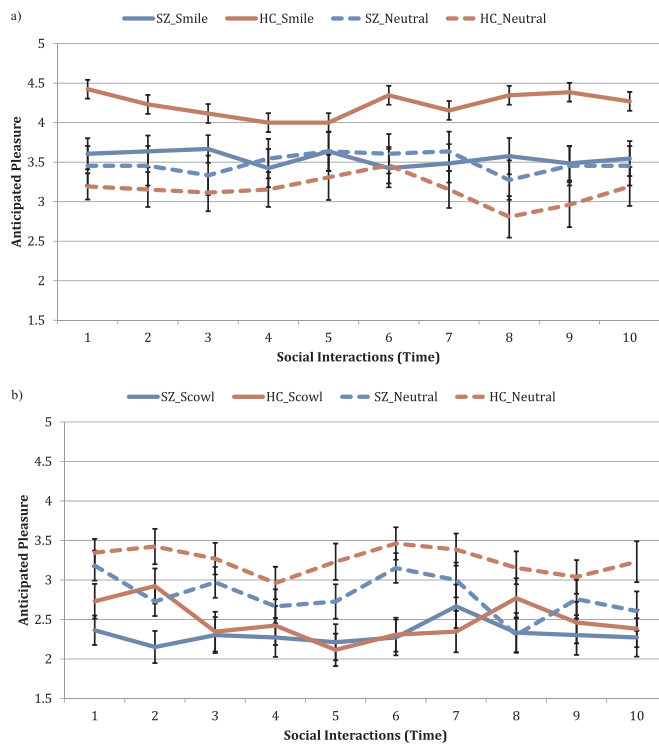 a)
SZ_Smile HC_Smile SZ_Neutral HC_Neutral
5
4.5
4
3.5
3
2.5
2
1.5
Anticipated Pleasure
1 2 3 4 5 6 7 8 9 10
Social Interactions (Time)
b)
SZ_Scowl HC_Scowl SZ_Neutral HC_Neutral
5
4.5
4
3.5
3
2.5
2
1.5
Anticipated Pleasure
1 2 3 4 5 6 7 8 9 10
Social Interactions (Time)